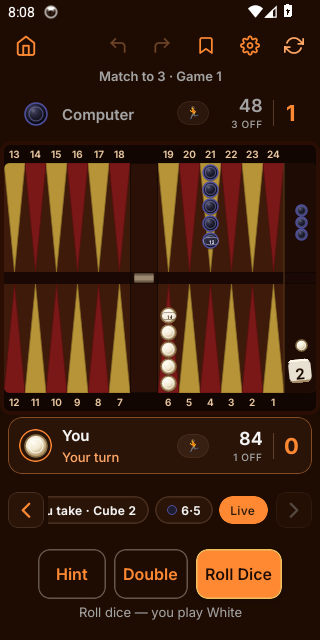 8:08
Match to 3 · Game 1
Computer
48
3 OFF
1
13 14 15 16 17 18 19 20 21 22 23 24
12
14
2
12 11 10 9 8 7 6 5 4 3 2 1
You
Your turn
84
1 OFF
0
u take · Cube 2
6·5
Live
Hint
Double
Roll Dice
Roll dice — you play White